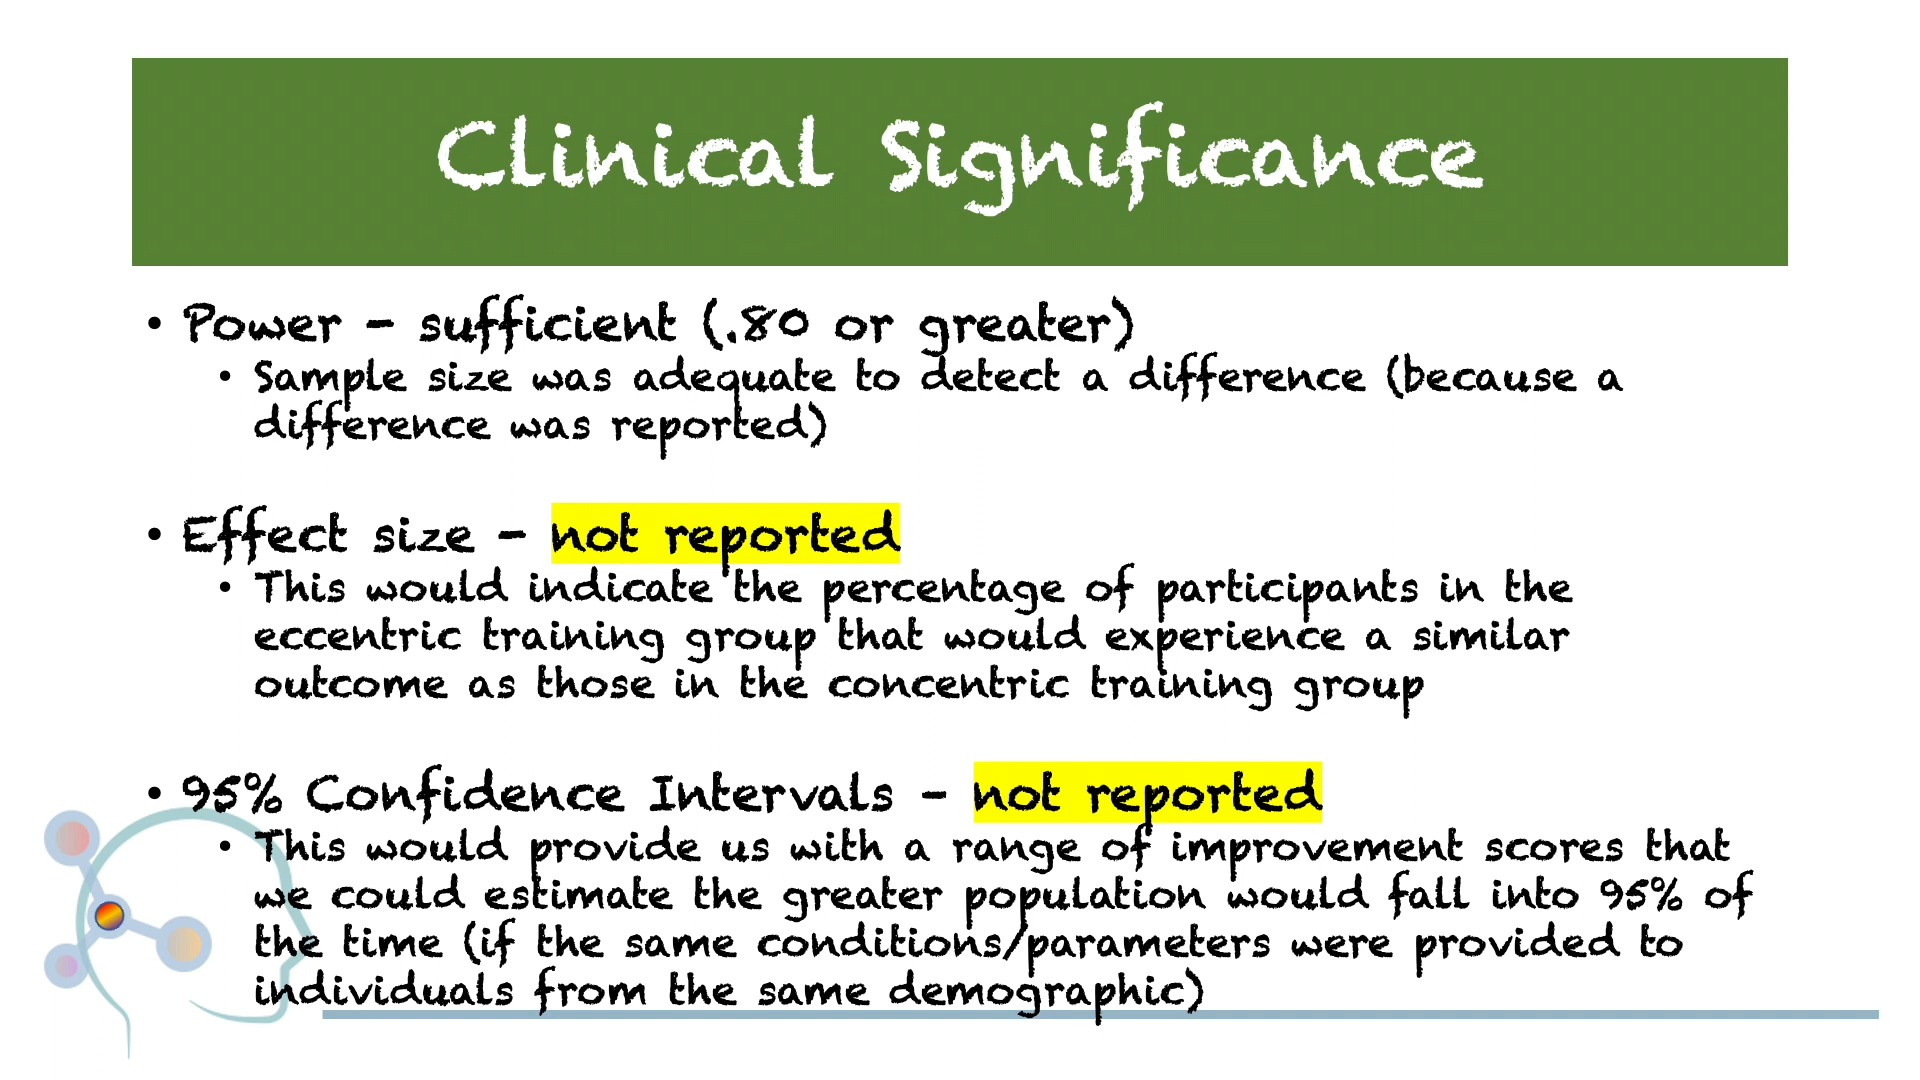 Clinical Significance
• Power – sufficient (.80 or greater)
• Sample size was adequate to detect a difference (because a
difference was reported)
• Effect size – not reported
• This would indicate the percentage of participants in the
eccentric training group that would experience a similar
outcome as those in the concentric training group
• 95% Confidence Intervals – not reported
• This would provide us with a range of improvement scores that
we could estimate the greater population would fall into 95% of
the time (if the same conditions/parameters were provided to
individuals from the same demographic)